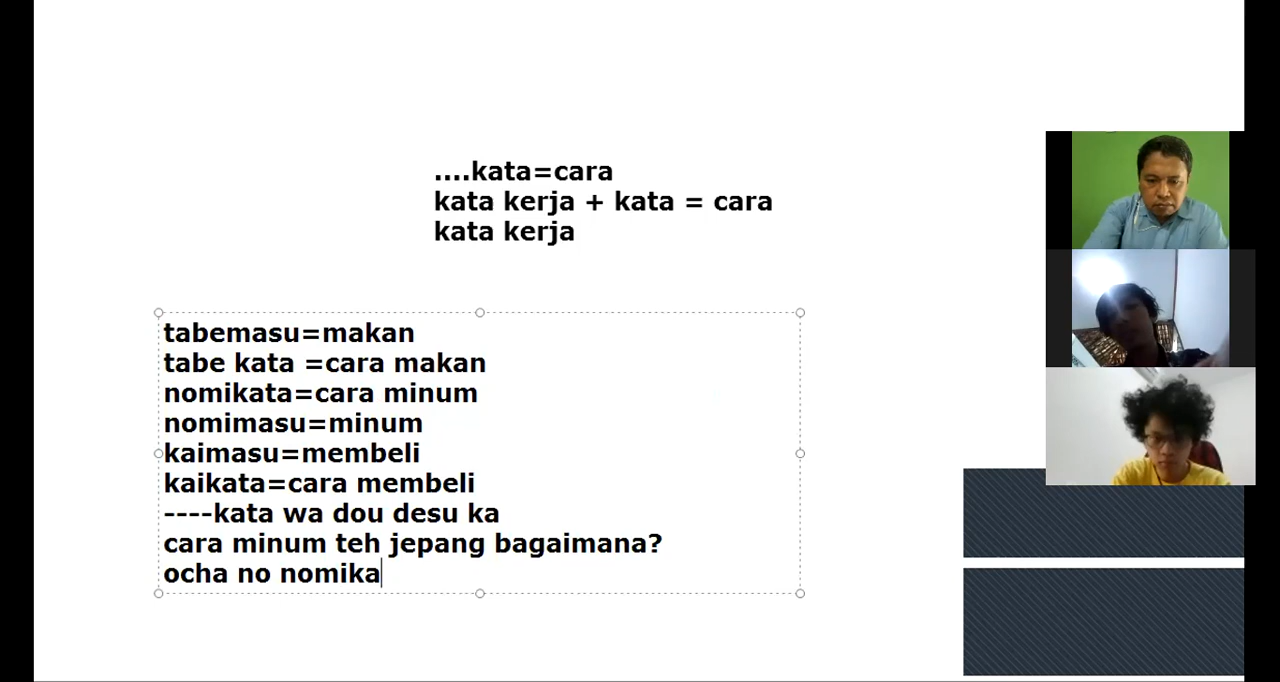 ....kata=cara
kata kerja + kata = cara
kata kerja
tabemasu=makan
tabe kata =cara makan
nomikata=cara minum
nomimasu=minum
kaimasu=membeli
kaikata=cara membeli
----kata wa dou desu ka
cara minum teh jepang bagaimana?
ocha no nomika